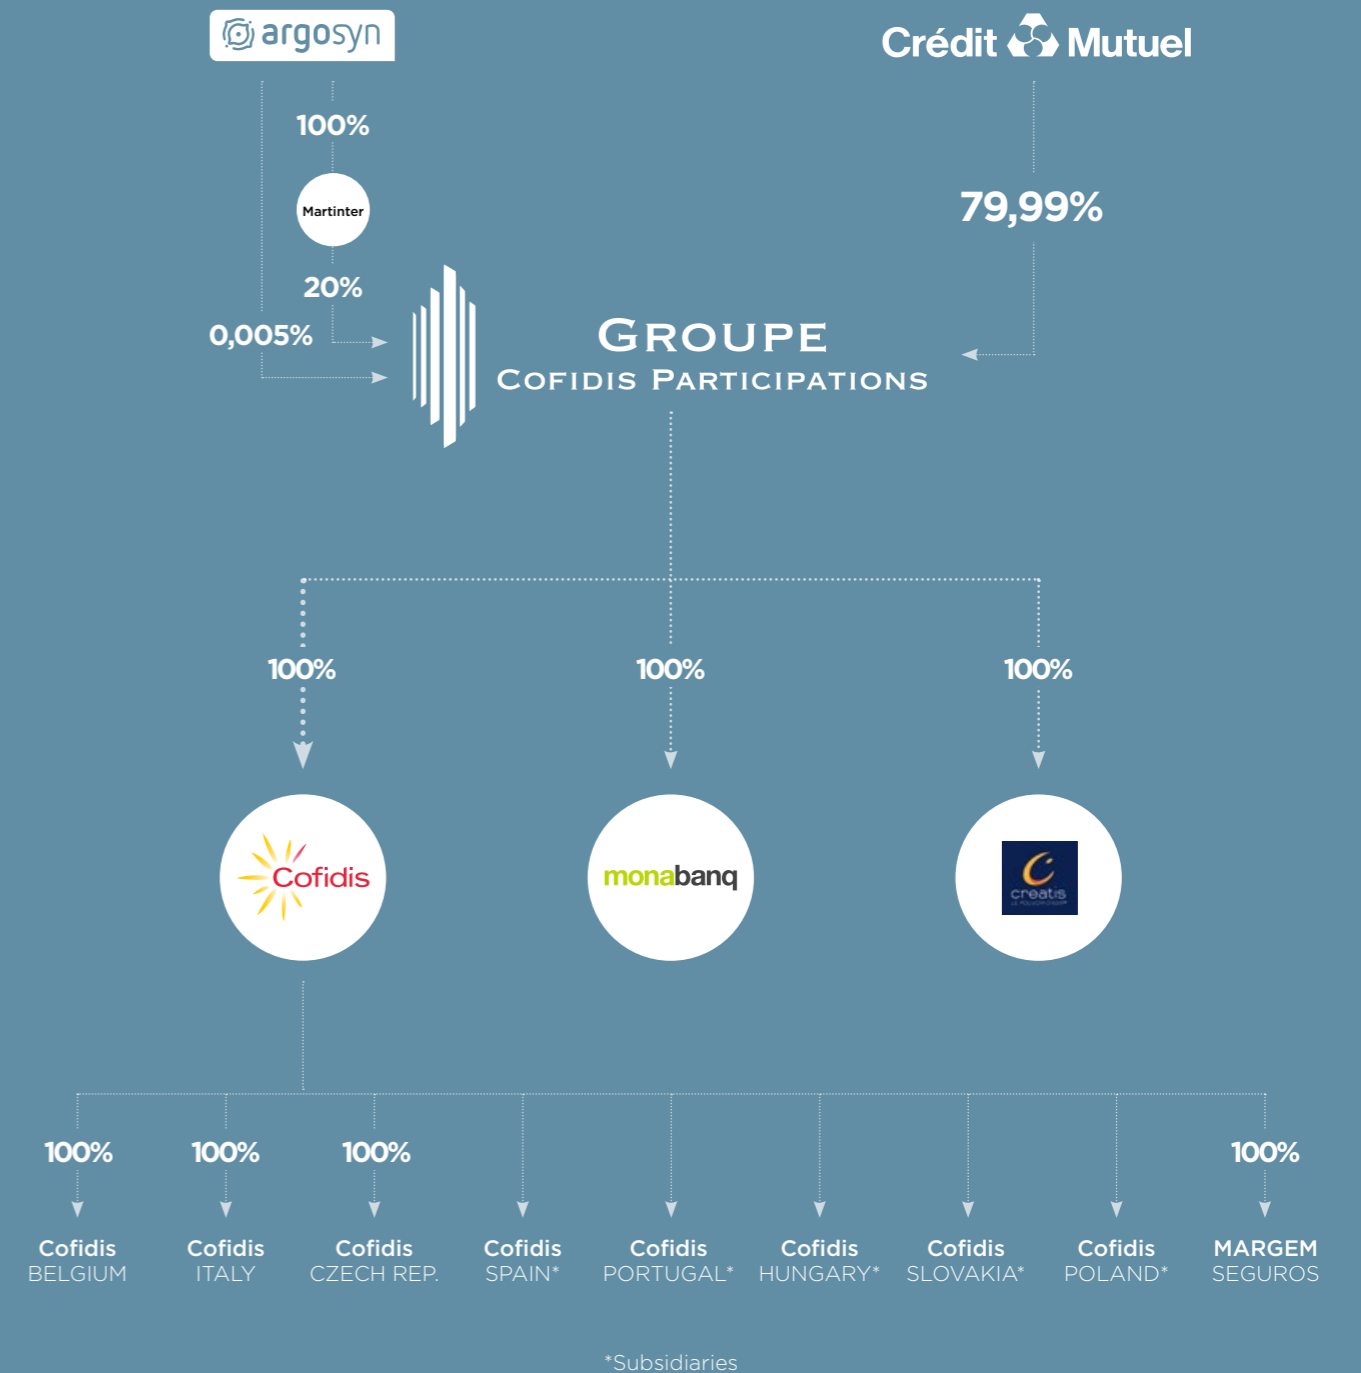 argosyn
Crédit Mutuel
100%
Martinter
79,99%
20%
0,005%
GROUPE
COFIDIS PARTICIPATIONS
100% 100% 100%
Cofidis
monabanq
creatis
100% 100% 100% 100%
Cofidis Cofidis Cofidis Cofidis Cofidis Cofidis Cofidis Cofidis MARGEM
BELGIUM ITALY CZECH REP. SPAIN* PORTUGAL* HUNGARY* SLOVAKIA* POLAND* SEGUROS
*Subsidiaries